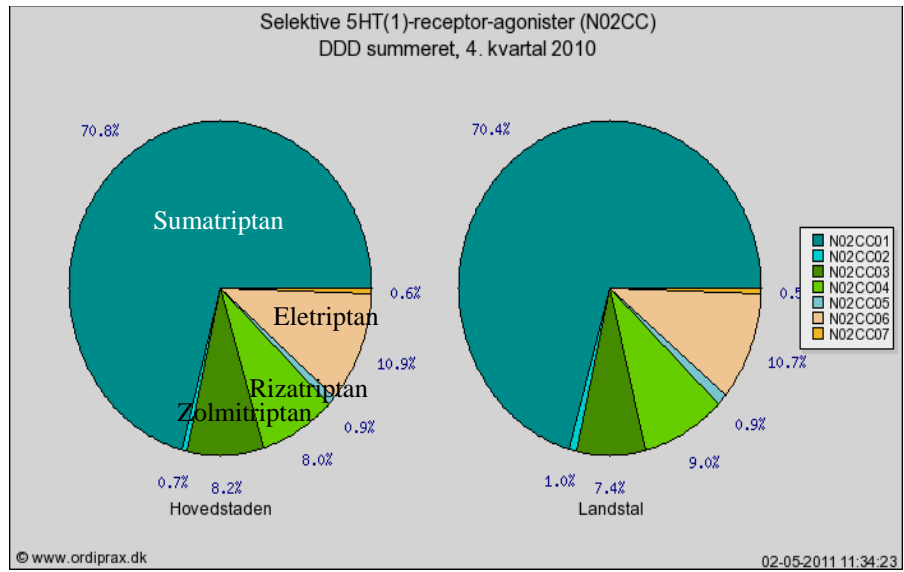 Selektive 5HT(1)-receptor-agonister (N02CC)
DDD summeret, 4. kvartal 2010
70.8%
Sumatriptan
Eletriptan
Rizatriptan
Zolmitriptan
0.6%
10.9%
0.9%
8.0%
8.2%
0.7%
Hovedstaden
70.4%
0.5
10.7%
0.9%
9.0%
7.4%
1.0%
Landstal
N02CC01
N02CC02
N02CC03
N02CC04
N02CC05
N02CC06
N02CC07
© www.ordiprax.dk
02-05-2011 11:34:23